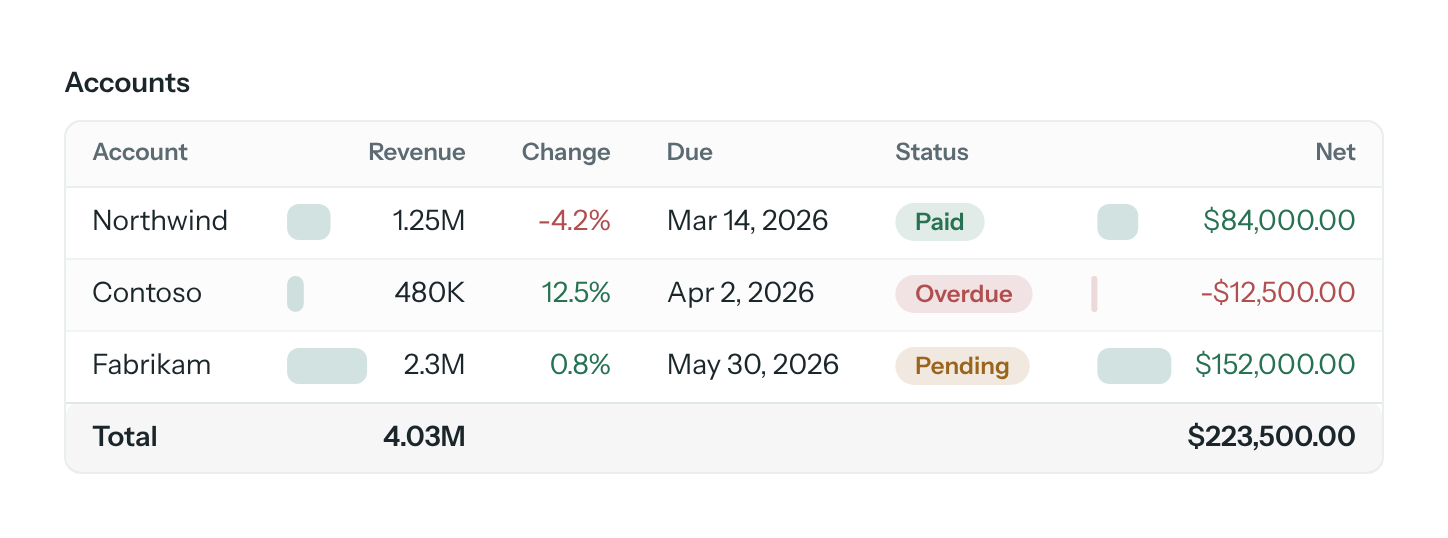 Accounts
Account Revenue Change Due Status Net
Northwind 1.25M -4.2% Mar 14, 2026 Paid $84,000.00
Contoso 480K 12.5% Apr 2, 2026 Overdue -$12,500.00
Fabrikam 2.3M 0.8% May 30, 2026 Pending $152,000.00
Total 4.03M $223,500.00